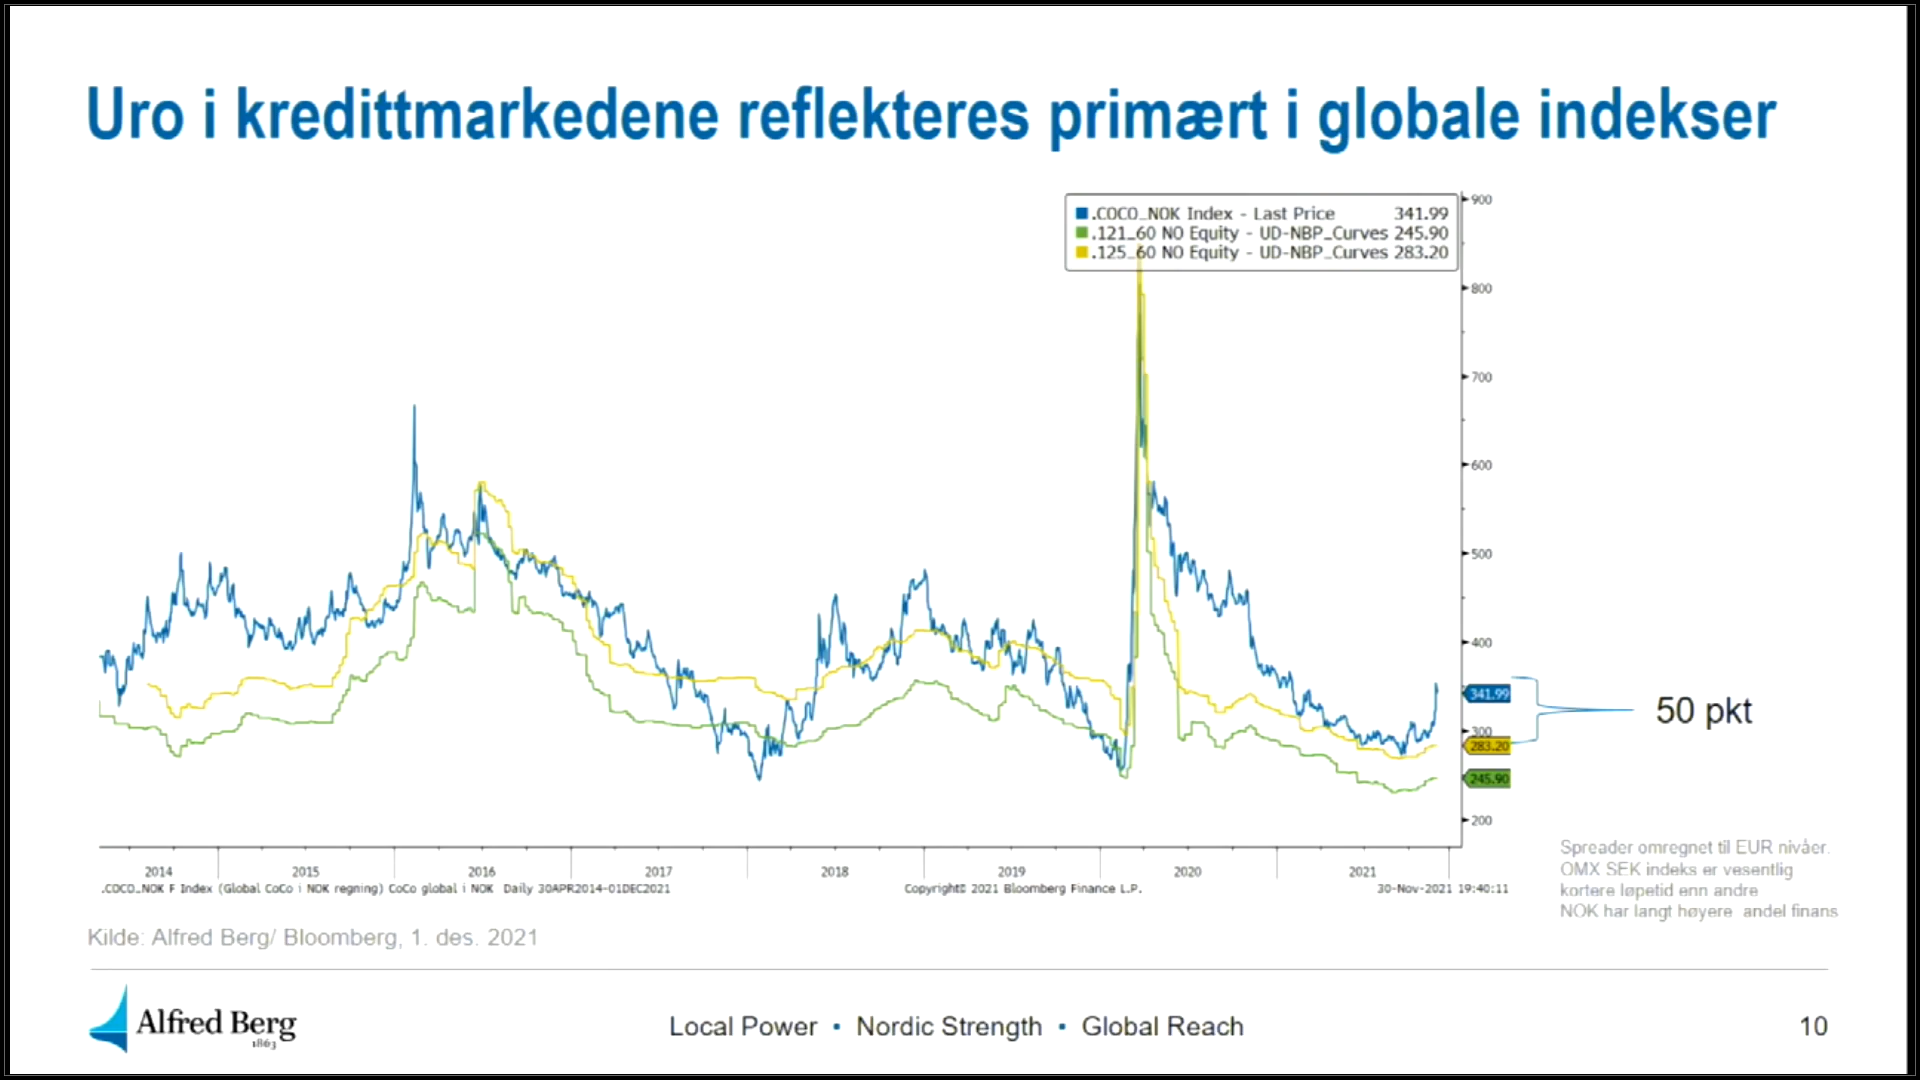 Uro i kredittmarkedene reflekteres primært i globale indekser
.COCO_NOK Index - Last Price 341.99
.121_60 NO Equity - UD-NBP_Curves 245.90
.125_60 NO Equity - UD-NBP_Curves 283.20
900
800
700
600
500
400
341.99
300
283.20
245.90
200
50 pkt
2014 2015 2016 2017 2018 2019 2020 2021
.COCO_NOK F Index (Global CoCo i NOK regning) CoCo global i NOK Daily 30APR2014-01DEC2021
Copyright© 2021 Bloomberg Finance L.P.
30-Nov-2021 19:40:11
Spreader omregnet til EUR nivåer.
OMX SEK indeks er vesentlig
kortere løpetid enn andre
NOK har langt høyere andel finans
Kilde: Alfred Berg/ Bloomberg, 1. des. 2021
Alfred Berg
1863
Local Power • Nordic Strength • Global Reach
10